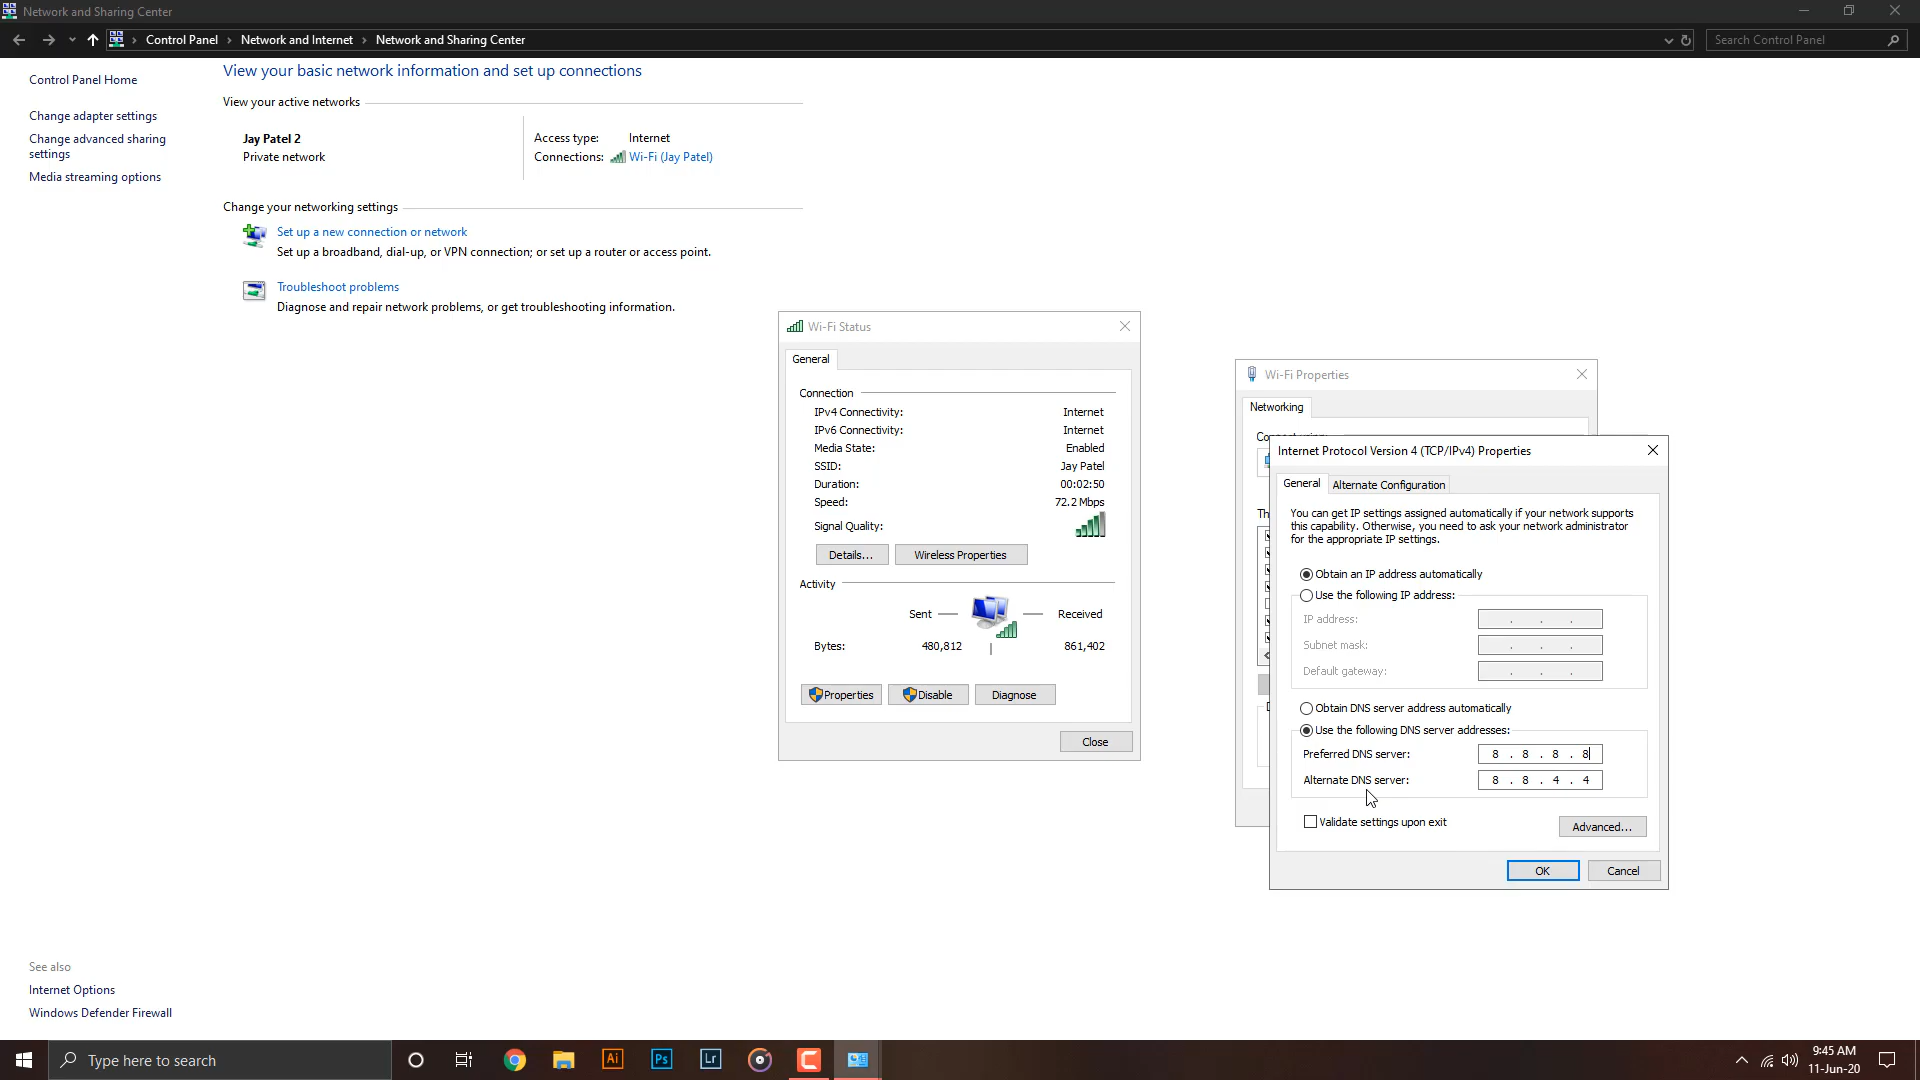 Network and Sharing Center
Control Panel
Network and Internet
Network and Sharing Center
Search Control Panel
Control Panel Home
Change adapter settings
Change advanced sharing
settings
Media streaming options
View your basic network information and set up connections
View your active networks
Jay Patel 2
Private network
Access type: Internet
Connections: Wi-Fi (Jay Patel)
Change your networking settings
Set up a new connection or network
Set up a broadband, dial-up, or VPN connection; or set up a router or access point.
Troubleshoot problems
Diagnose and repair network problems, or get troubleshooting information.
Wi-Fi Status
General
Connection
IPv4 Connectivity: Internet
IPv6 Connectivity: Internet
Media State: Enabled
SSID: Jay Patel
Duration: 00:02:50
Speed: 72.2 Mbps
Signal Quality:
Details...
Wireless Properties
Activity
Sent — — Received
Bytes: 480,812 861,402
Properties
Disable
Diagnose
Close
Wi-Fi Properties
Networking
Internet Protocol Version 4 (TCP/IPv4) Properties
General
Alternate Configuration
You can get IP settings assigned automatically if your network supports
this capability. Otherwise, you need to ask your network administrator
for the appropriate IP settings.
Obtain an IP address automatically
Use the following IP address:
IP address: . . .
Subnet mask: . . .
Default gateway: . . .
Obtain DNS server address automatically
Use the following DNS server addresses:
Preferred DNS server: 8 . 8 . 8 . 8
Alternate DNS server: 8 . 8 . 4 . 4
Validate settings upon exit
Advanced...
OK
Cancel
See also
Internet Options
Windows Defender Firewall
Type here to search
Ai
Ps
Lr
9:45 AM
11-Jun-20